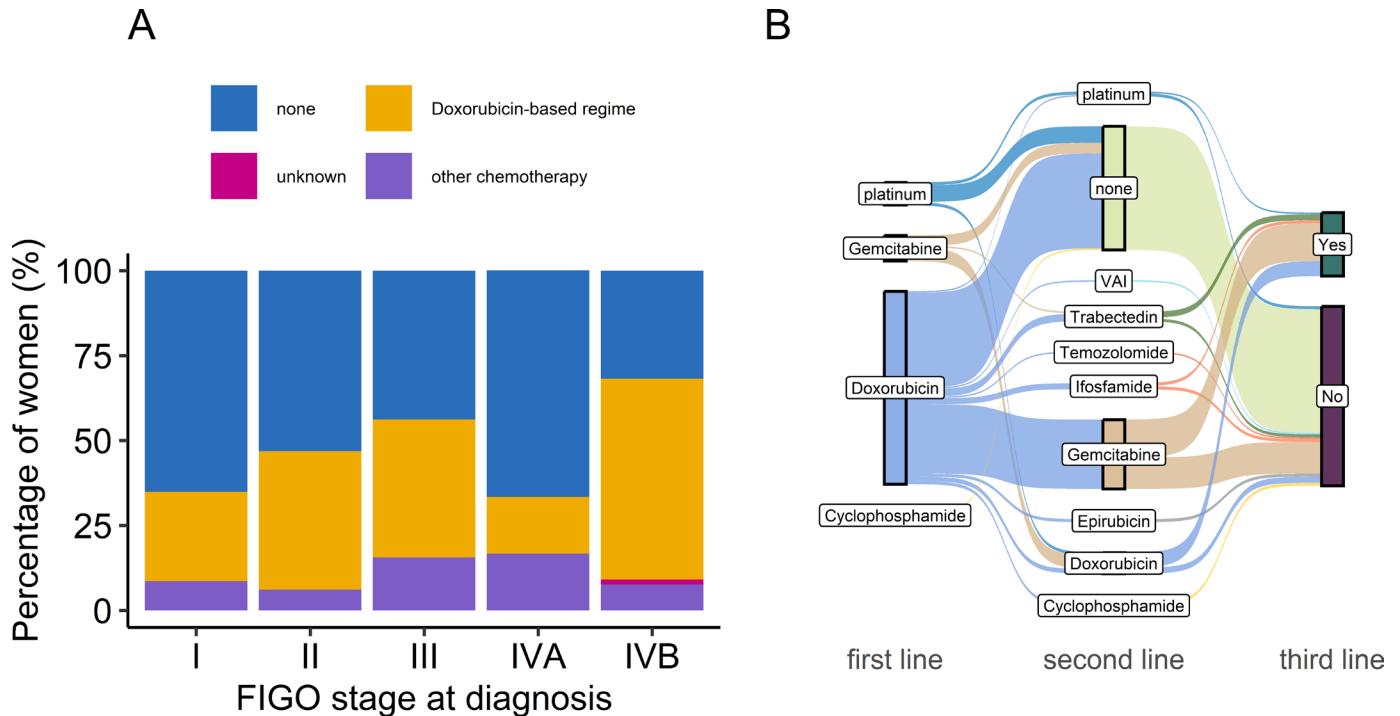 A
none
Doxorubicin-based regime
unknown
other chemotherapy
Percentage of women (%)
100
75
50
25
0
I
II
III
IVA
IVB
FIGO stage at diagnosis
B
platinum
Gemcitabine
Doxorubicin
Cyclophosphamide
platinum
none
VAI
Trabectedin
Temozolomide
Ifosfamide
Gemcitabine
Epirubicin
Doxorubicin
Cyclophosphamide
Yes
No
first line
second line
third line